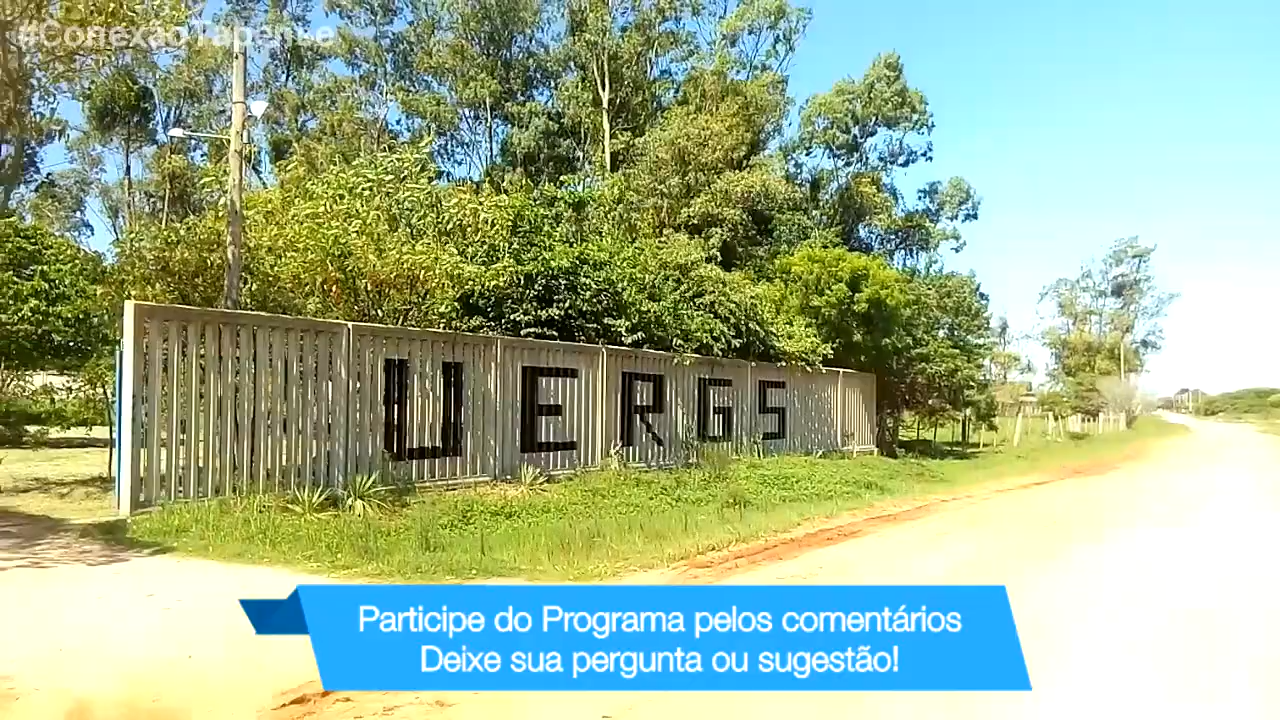 #ConexãoTapense
UERGS
Participe do Programa pelos comentários
Deixe sua pergunta ou sugestão!